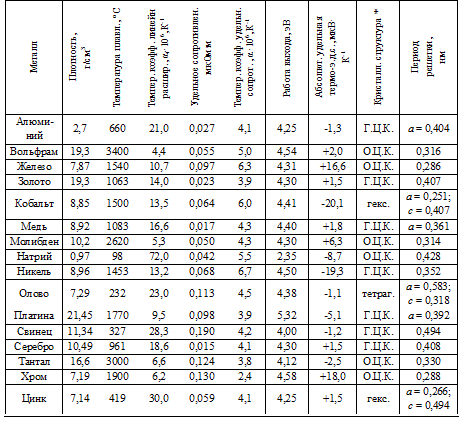 Металл Плотность, г/см³ Температура плавл., °С Темпер. коэфф. линейн расшир., αₗ·10⁶, К⁻¹ Удельное сопротивлен. мкОм·м Темпер. коэфф. удельн. сопрот., α·10³, К⁻¹ Работа выхода, эВ Абсолют. удельная термо-э.д.с., мкВ·К⁻¹ Кристалл. структура * Период решетки, нм
Алюми-
ний 2,7 660 21,0 0,027 4,1 4,25 -1,3 Г.Ц.К. a = 0,404
Вольфрам 19,3 3400 4,4 0,055 5,0 4,54 +2,0 О.Ц.К. 0,316
Железо 7,87 1540 10,7 0,097 6,3 4,31 +16,6 О.Ц.К. 0,286
Золото 19,3 1063 14,0 0,023 3,9 4,30 +1,5 Г.Ц.К. 0,407
Кобальт 8,85 1500 13,5 0,064 6,0 4,41 -20,1 гекс. a = 0,251;
c = 0,407
Медь 8,92 1083 16,6 0,017 4,3 4,40 +1,8 Г.Ц.К. a = 0,361
Молибден 10,2 2620 5,3 0,050 4,3 4,30 +6,3 О.Ц.К. 0,314
Натрий 0,97 98 72,0 0,042 5,5 2,35 -8,7 О.Ц.К. 0,428
Никель 8,96 1453 13,2 0,068 6,7 4,50 -19,3 Г.Ц.К. 0,352
Олово 7,29 232 23,0 0,113 4,5 4,38 -1,1 тетраг. a = 0,583;
c = 0,318
Платина 21,45 1770 9,5 0,098 3,9 5,32 -5,1 Г.Ц.К. a = 0,392
Свинец 11,34 327 28,3 0,190 4,2 4,00 -1,2 Г.Ц.К. 0,494
Серебро 10,49 961 18,6 0,015 4,1 4,30 +1,5 Г.Ц.К. 0,408
Тантал 16,6 3000 6,6 0,124 3,8 4,12 -2,5 О.Ц.К. 0,330
Хром 7,19 1900 6,2 0,130 2,4 4,58 +18,0 О.Ц.К. 0,288
Цинк 7,14 419 30,0 0,059 4,1 4,25 +1,5 гекс. a = 0,266;
c = 0,494